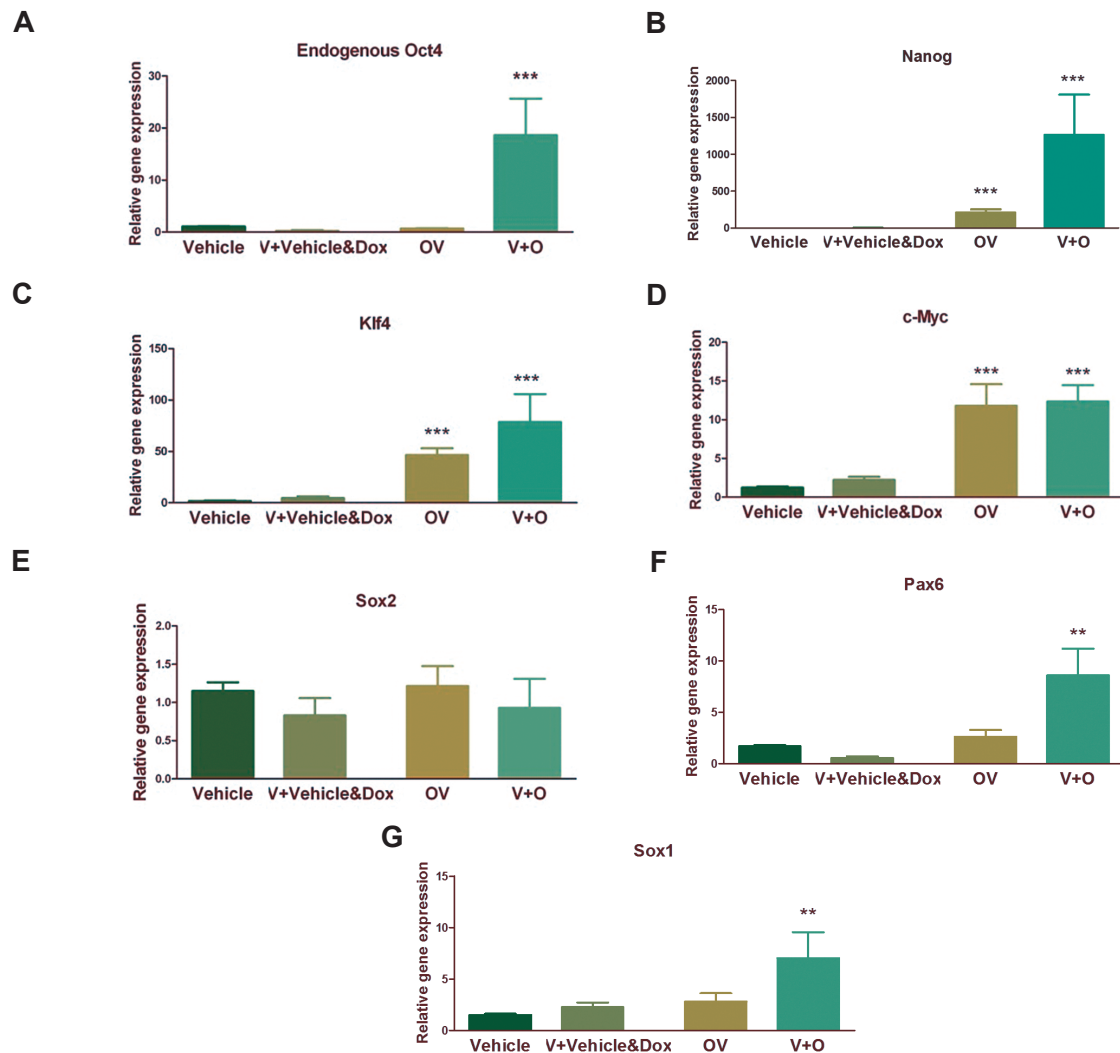 A
Endogenous Oct4
Relative gene expression
30
20
10
0
***
Vehicle V+Vehicle&Dox OV V+O
B
Nanog
Relative gene expression
2000
1500
1000
500
0
*** ***
Vehicle V+Vehicle&Dox OV V+O
C
Klf4
Relative gene expression
150
100
50
0
*** ***
Vehicle V+Vehicle&Dox OV V+O
D
c-Myc
Relative gene expression
20
15
10
5
0
*** ***
Vehicle V+Vehicle&Dox OV V+O
E
Sox2
Relative gene expression
2.0
1.5
1.0
0.5
0.0
Vehicle V+Vehicle&Dox OV V+O
F
Pax6
Relative gene expression
15
10
5
0
**
Vehicle V+Vehicle&Dox OV V+O
G
Sox1
Relative gene expression
15
10
5
0
**
Vehicle V+Vehicle&Dox OV V+O